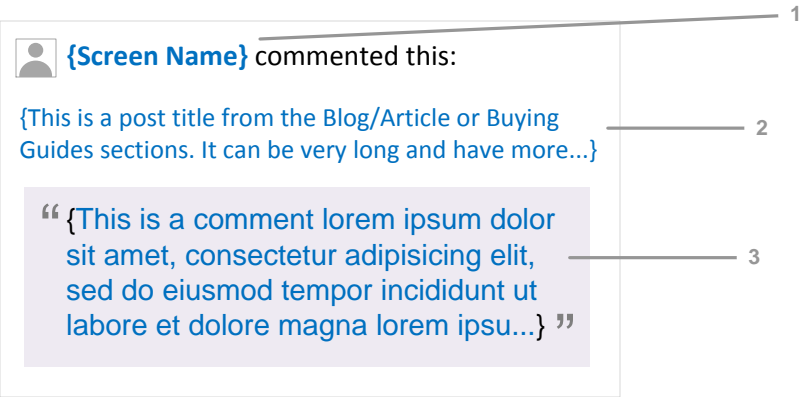 1
{Screen Name} commented this:
{This is a post title from the Blog/Article or Buying
Guides sections. It can be very long and have more...}
2
“ {This is a comment lorem ipsum dolor
sit amet, consectetur adipisicing elit,
3
sed do eiusmod tempor incididunt ut
labore et dolore magna lorem ipsu...} ”